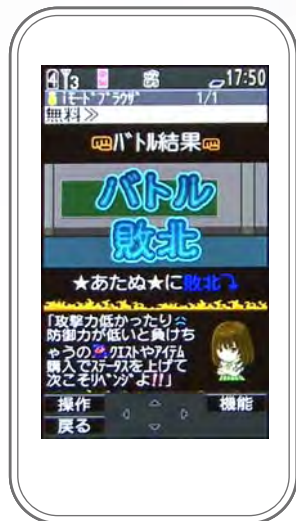 3 17:50
iモードブラウザ 1/1
無料≫
バトル結果
バトル
敗北
★あたぬ★に敗北
「攻撃力低かったり
防御力が低いと負けち
ゃうの クエストやアイテム
購入でステータスを上げて
次こそリベンジよ!!」
操作 機能
戻る